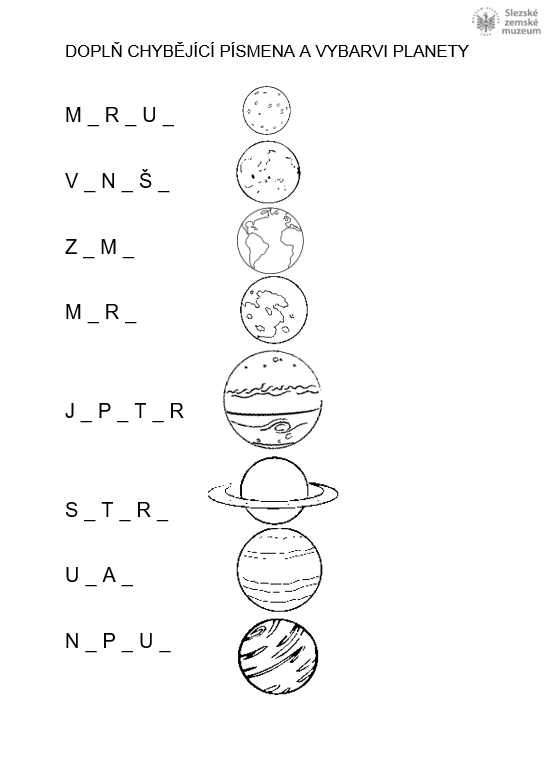 Slezské
zemské
muzeum
DOPLŇ CHYBĚJÍCÍ PÍSMENA A VYBARVI PLANETY
M _ R _ U _
V _ N _ Š _
Z _ M _
M _ R _
J _ P _ T _ R
S _ T _ R _
U _ A _
N _ P _ U _